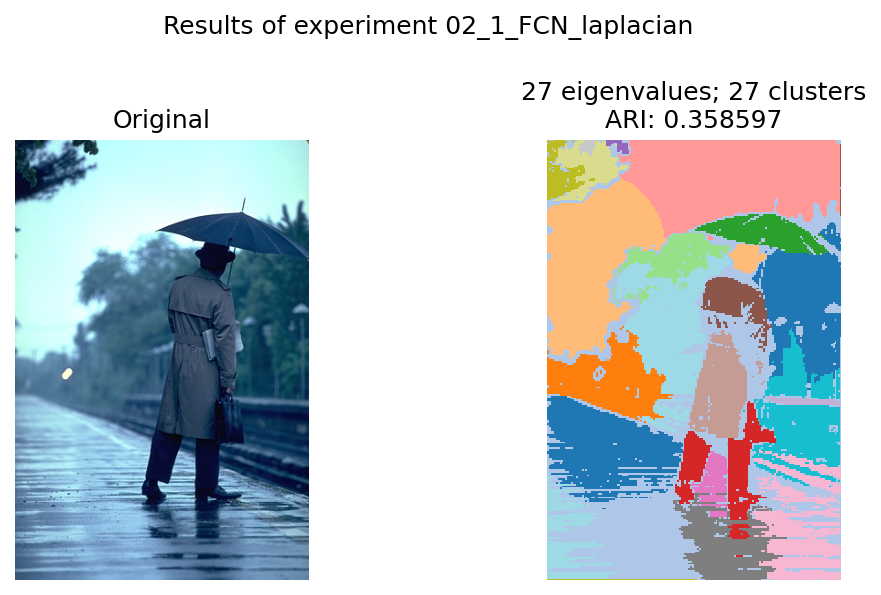 Results of experiment 02_1_FCN_laplacian
Original
27 eigenvalues; 27 clusters
ARI: 0.358597